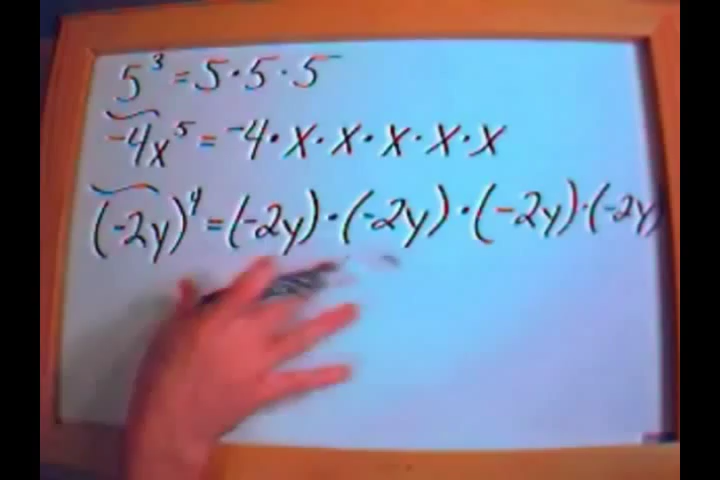 5³ = 5 · 5 · 5
-4x⁵ = -4 · x · x · x · x · x
(-2y)⁴ = (-2y) · (-2y) · (-2y) · (-2y)